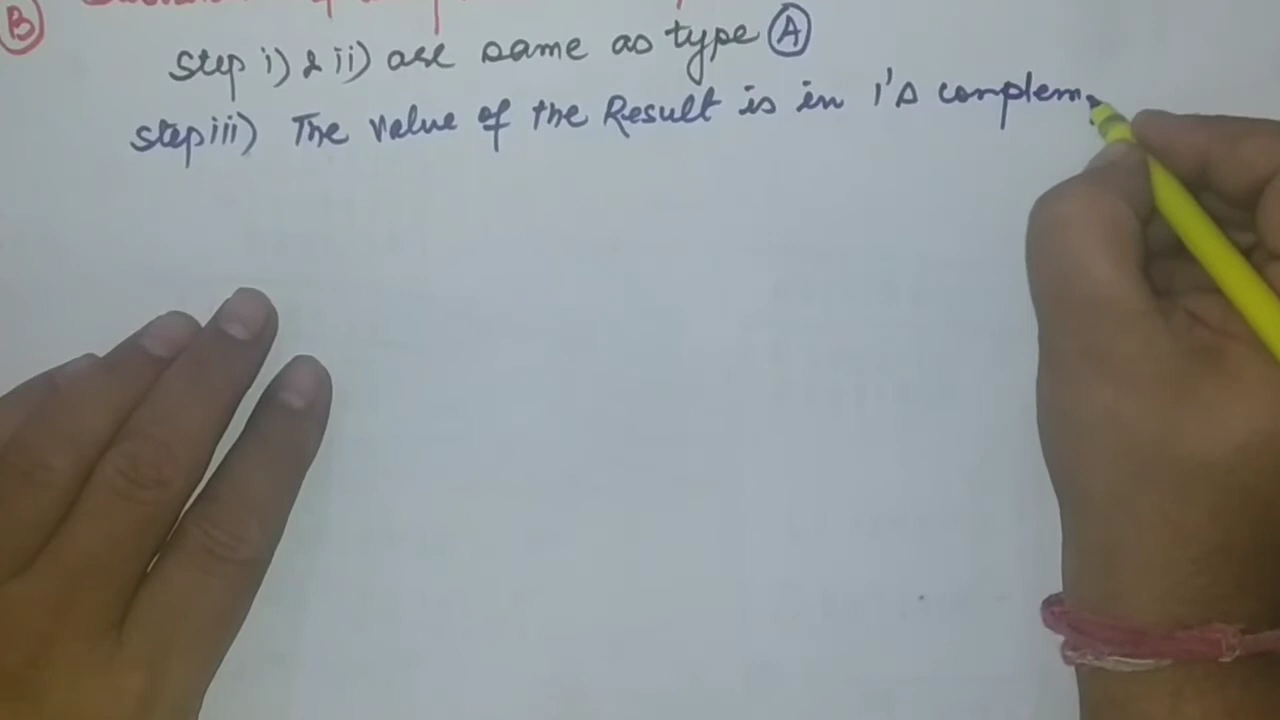 B
step i) & ii) are same as type A
step iii) The value of the Result is in 1's complem